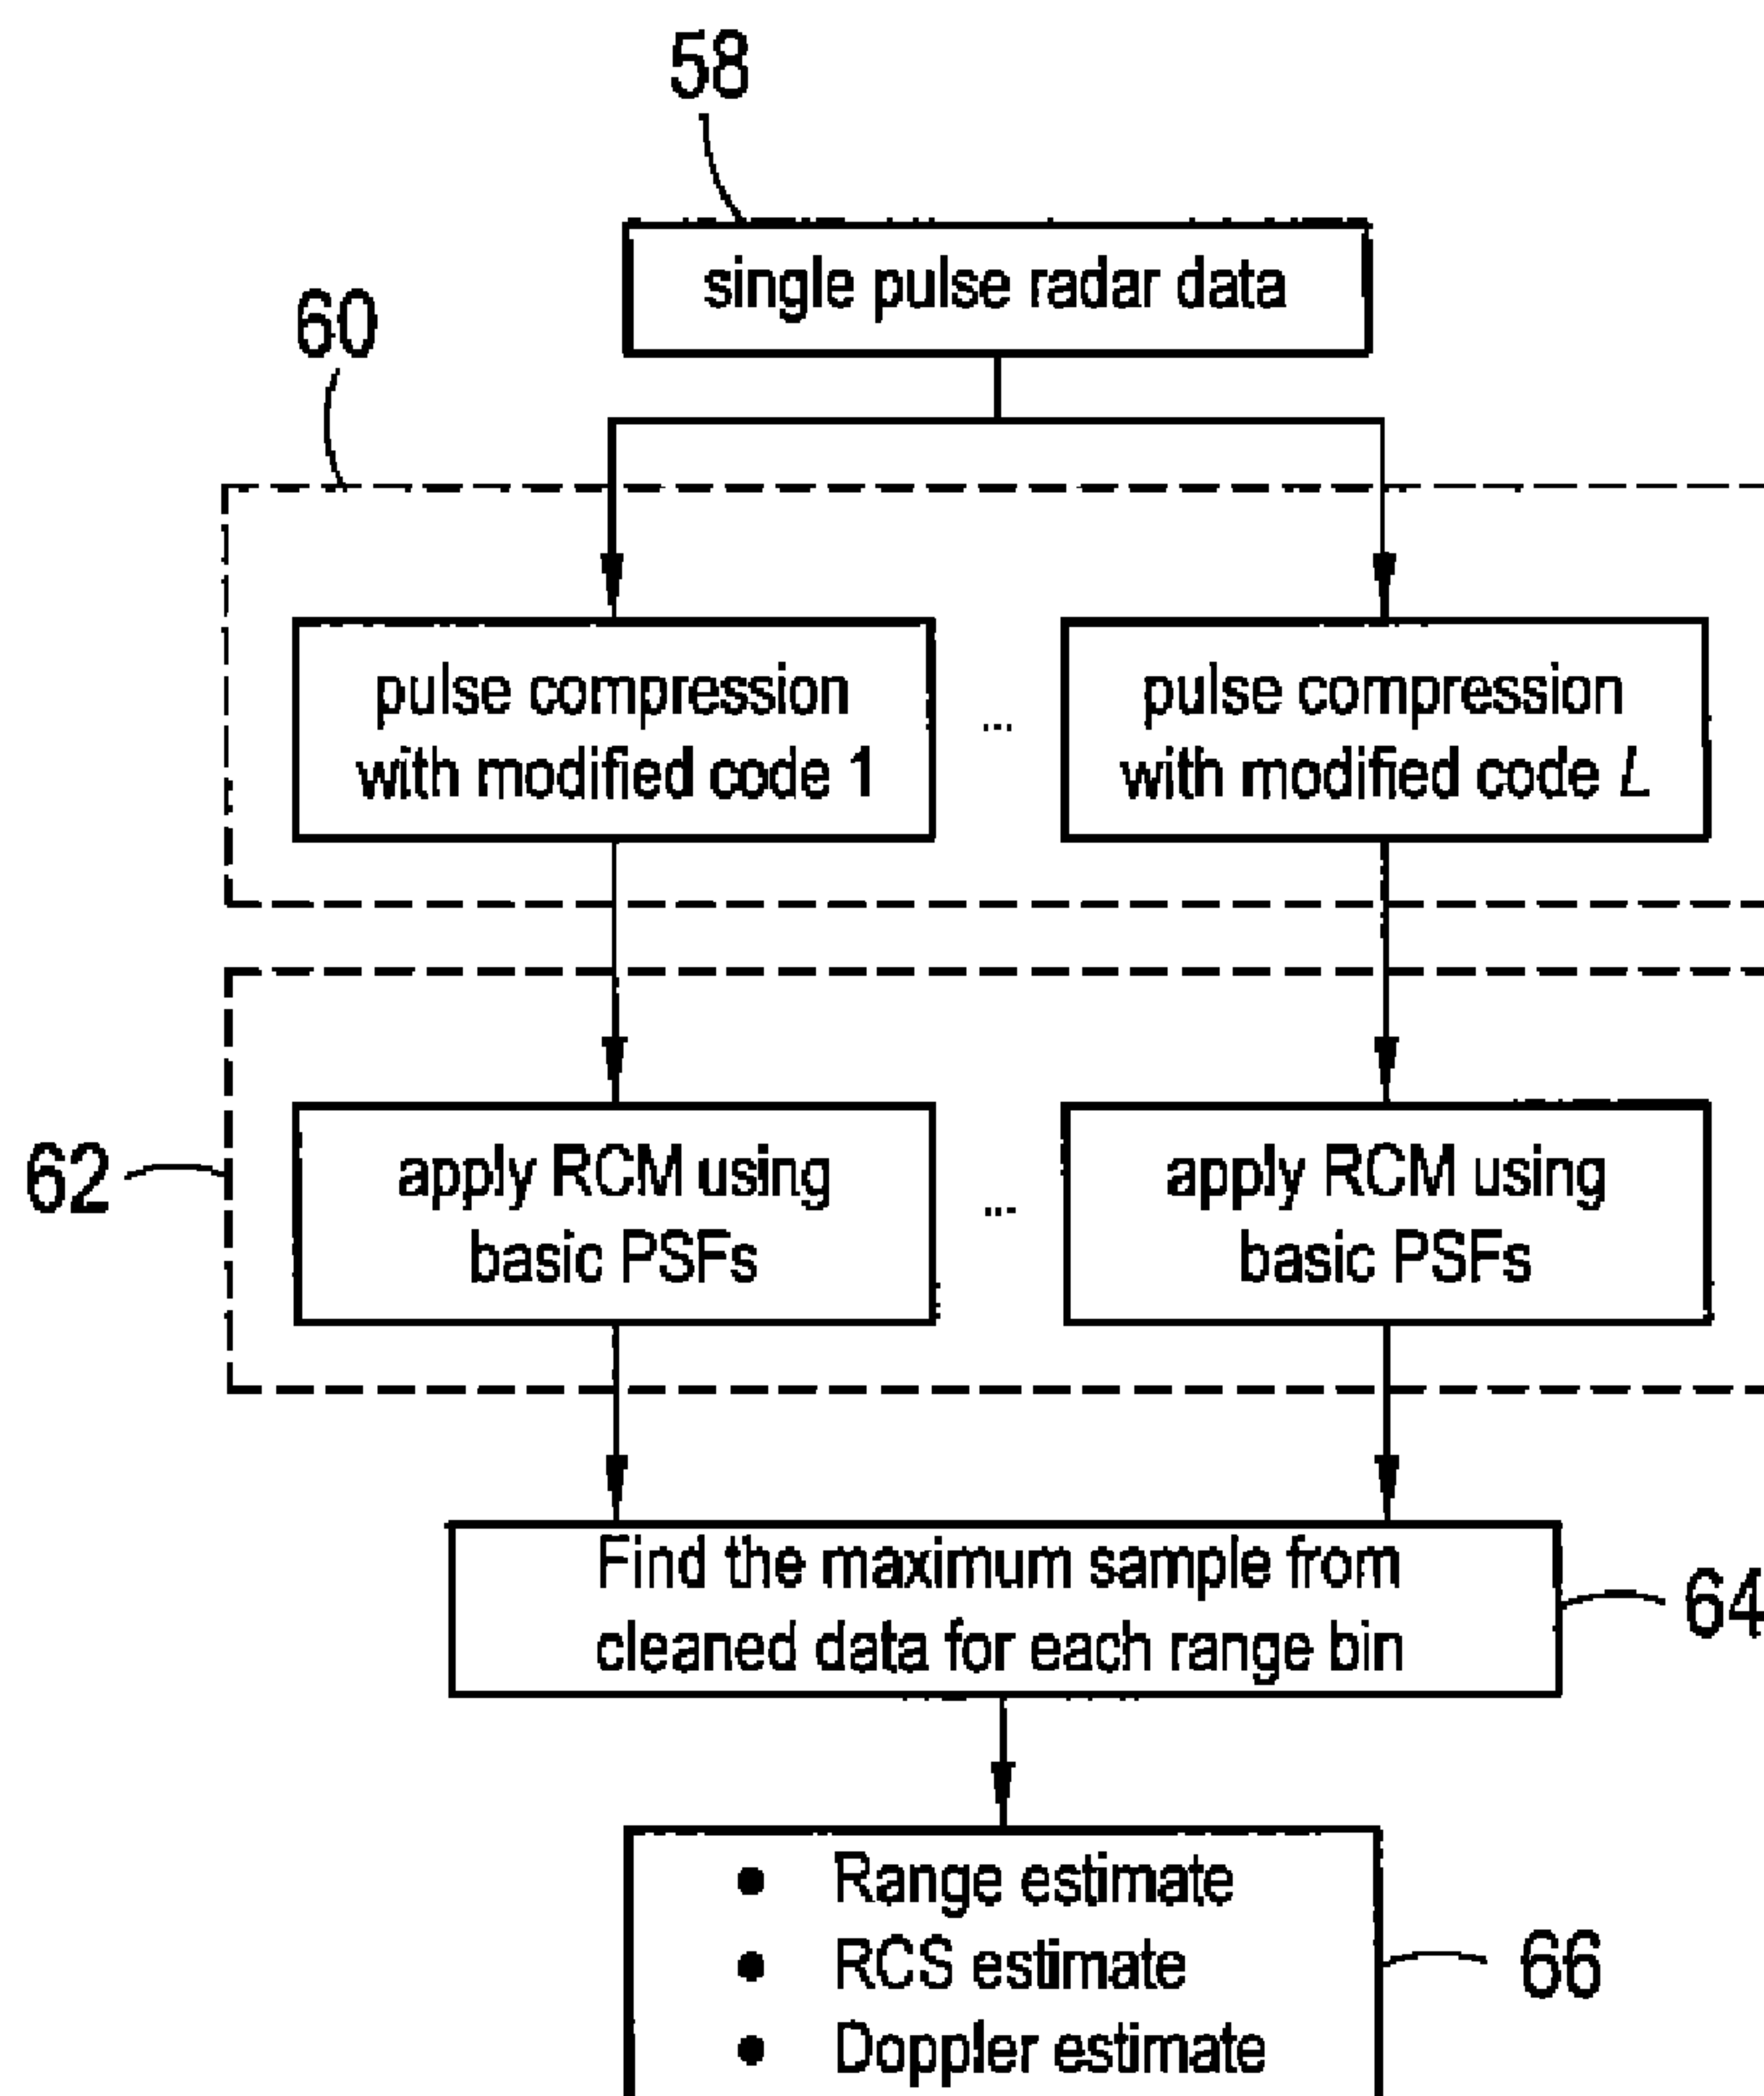 58
single pulse radar data
60
pulse compression
with modified code 1
...
pulse compression
with modified code L
62
apply RCM using
basic PSFs
...
apply RCM using
basic PSFs
Find the maximum sample from
cleaned data for each range bin
64
• Range estimate
• RCS estimate
• Doppler estimate
66